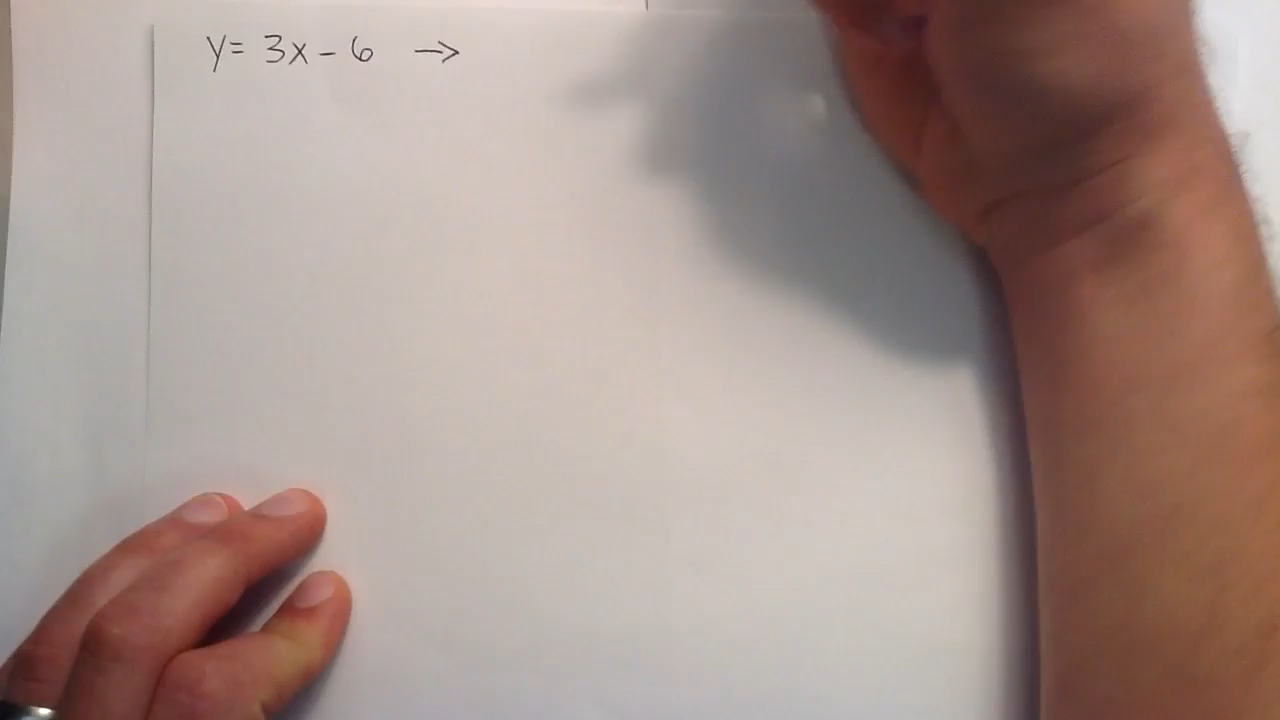 y= 3x - 6 →